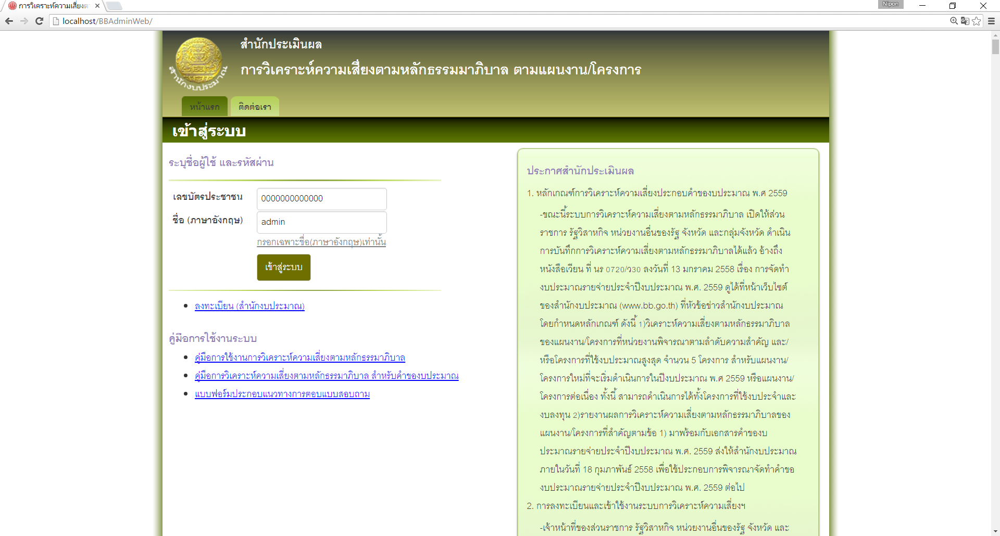 การวิเคราะห์ความเสี่ยงต
Nipon
localhost/BBAdminWeb/
สำนักงบประมาณ
สำนักประเมินผล
การวิเคราะห์ความเสี่ยงตามหลักธรรมมาภิบาล ตามแผนงาน/โครงการ
หน้าแรก ติดต่อเรา
เข้าสู่ระบบ
ระบุชื่อผู้ใช้ และรหัสผ่าน
เลขบัตรประชาชน 0000000000000
ชื่อ (ภาษาอังกฤษ) admin
กรอกเฉพาะชื่อ(ภาษาอังกฤษ)เท่านั้น
เข้าสู่ระบบ
ลงทะเบียน (สำนักงบประมาณ)
คู่มือการใช้งานระบบ
คู่มือการใช้งานการวิเคราะห์ความเสี่ยงตามหลักธรรมาภิบาล
คู่มือการวิเคราะห์ความเสี่ยงตามหลักธรรมาภิบาล สำหรับคำของบประมาณ
แบบฟอร์มประกอบแนวทางการตอบแบบสอบถาม
ประกาศสำนักประเมินผล
1. หลักเกณฑ์การวิเคราะห์ความเสี่ยงประกอบคำของบประมาณ พ.ศ 2559
-ขณะนี้ระบบการวิเคราะห์ความเสี่ยงตามหลักธรรมาภิบาล เปิดให้ส่วน
ราชการ รัฐวิสาหกิจ หน่วยงานอื่นของรัฐ จังหวัด และกลุ่มจังหวัด ดำเนิน
การบันทึกการวิเคราะห์ความเสี่ยงตามหลักธรรมาภิบาลได้แล้ว อ้างถึง
หนังสือเวียน ที่ นร 0720/ว30 ลงวันที่ 13 มกราคม 2558 เรื่อง การจัดทำ
งบประมาณรายจ่ายประจำปีงบประมาณ พ.ศ. 2559 ดูได้ที่หน้าเว็บไซต์
ของสำนักงบประมาณ (www.bb.go.th) ที่หัวข้อข่าวสำนักงบประมาณ
โดยกำหนดหลักเกณฑ์ ดังนี้ 1)วิเคราะห์ความเสี่ยงตามหลักธรรมาภิบาล
ของแผนงาน/โครงการที่หน่วยงานพิจารณาตามลำดับความสำคัญ และ/
หรือโครงการที่ใช้งบประมาณสูงสุด จำนวน 5 โครงการ สำหรับแผนงาน/
โครงการใหม่ที่จะเริ่มดำเนินการในปีงบประมาณ พ.ศ 2559 หรือแผนงาน/
โครงการต่อเนื่อง ทั้งนี้ สามารถดำเนินการได้ทั้งโครงการที่ใช้งบประจำและ
งบลงทุน 2)รายงานผลการวิเคราะห์ความเสี่ยงตามหลักธรรมาภิบาลของ
แผนงาน/โครงการที่สำคัญตามข้อ 1) มาพร้อมกับเอกสารคำของบ
ประมาณรายจ่ายประจำปีงบประมาณ พ.ศ. 2559 ส่งให้สำนักงบประมาณ
ภายในวันที่ 18 กุมภาพันธ์ 2558 เพื่อใช้ประกอบการพิจารณาจัดทำคำขอ
งบประมาณรายจ่ายประจำปีงบประมาณ พ.ศ. 2559 ต่อไป
2. การลงทะเบียนและเข้าใช้งานระบบการวิเคราะห์ความเสี่ยงฯ
-เจ้าหน้าที่ของส่วนราชการ รัฐวิสาหกิจ หน่วยงานอื่นของรัฐ จังหวัด และ